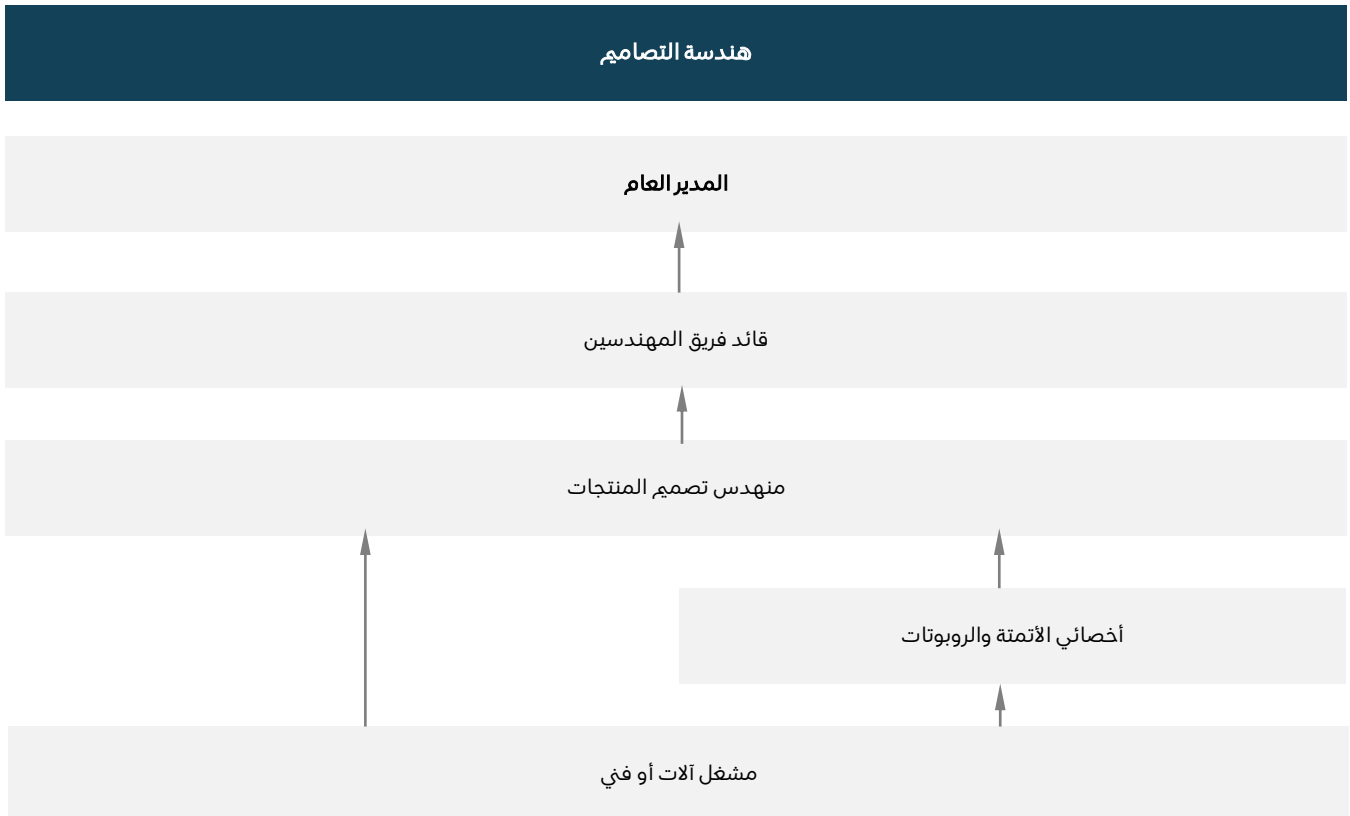 هندسة التصاميم
المدير العام
قائد فريق المهندسين
منهدس تصميم المنتجات
أخصائي الأتمتة والروبوتات
مشغل آلات أو فني